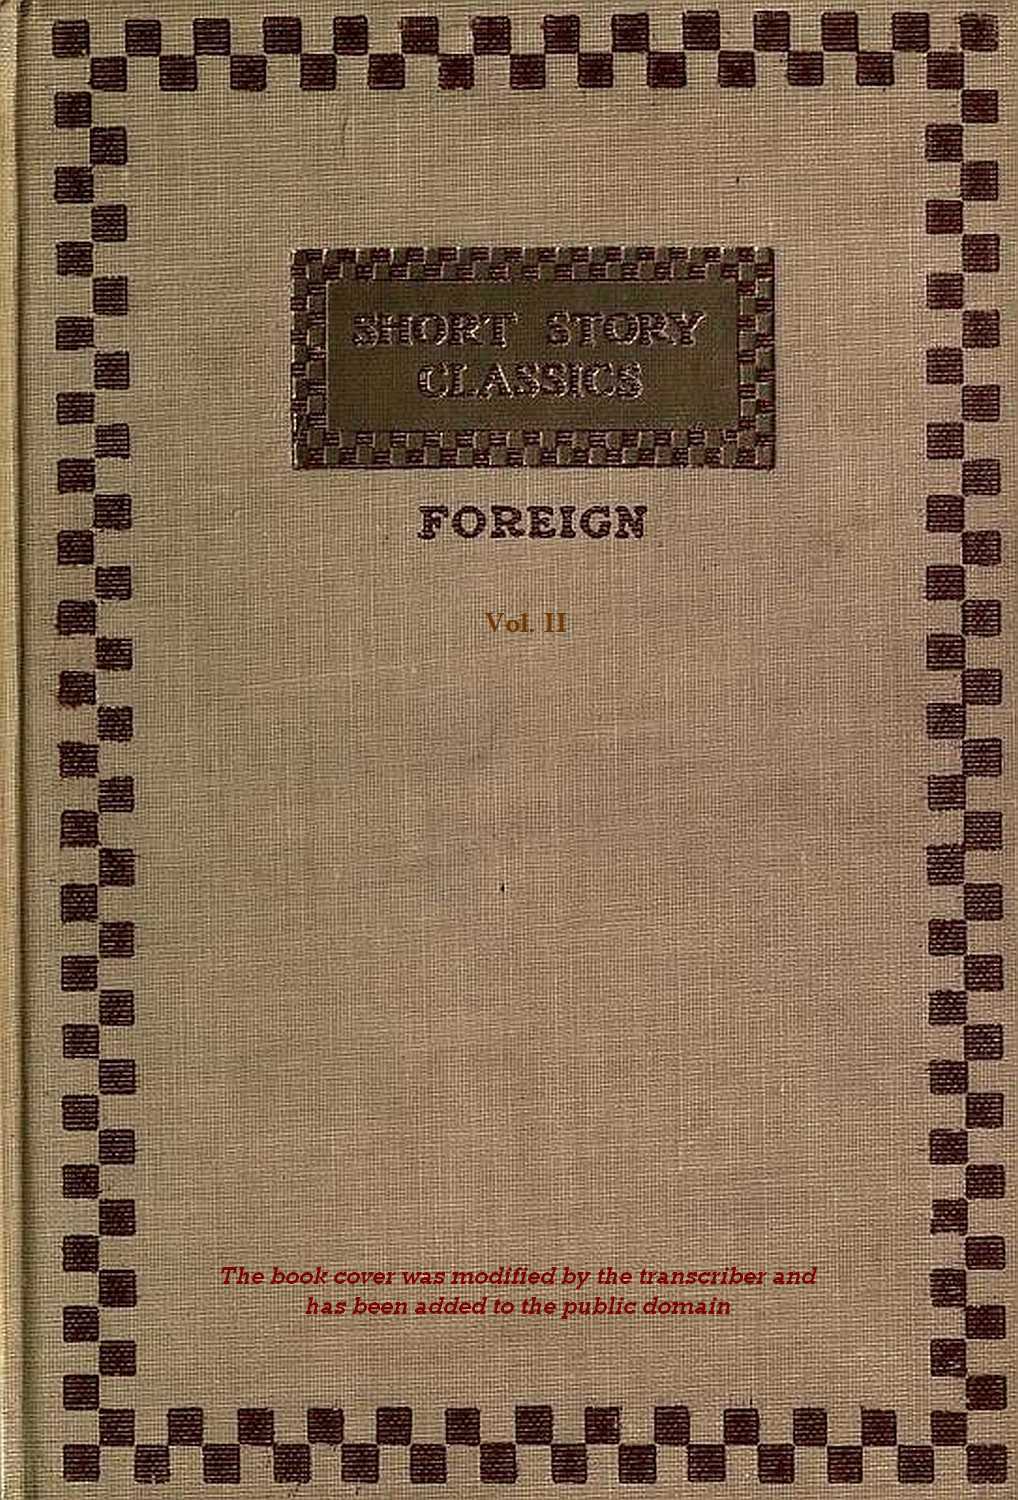 SHORT STORY
CLASSICS
FOREIGN
Vol. II
The book cover was modified by the transcriber and
has been added to the public domain